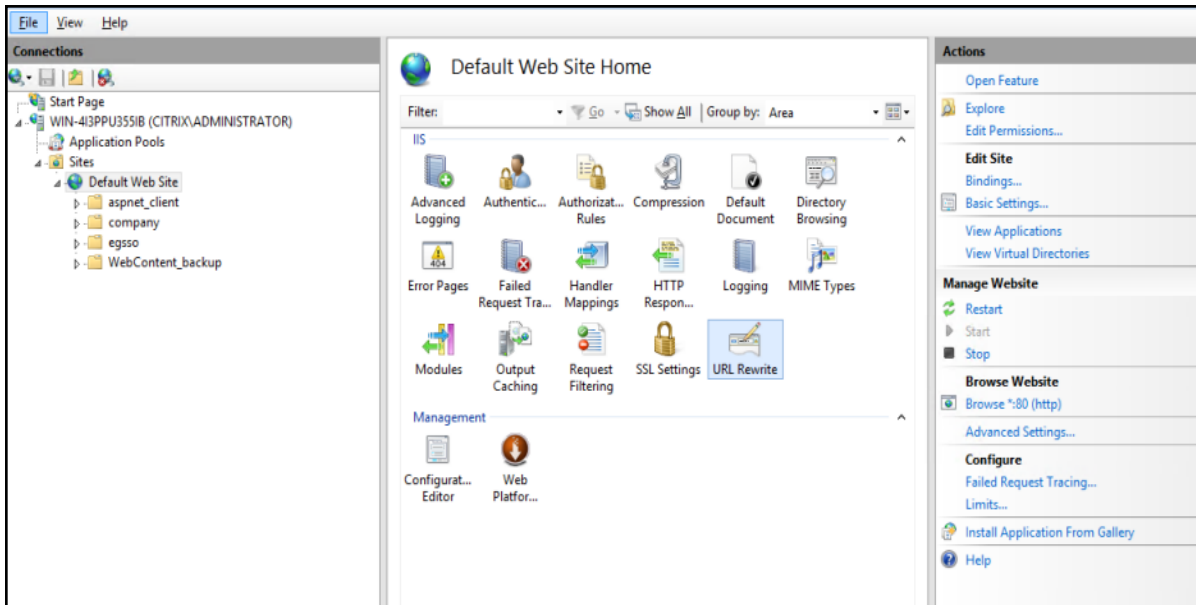 File View Help
Connections
Start Page
WIN-4I3PPU355IB (CITRIX\ADMINISTRATOR)
Application Pools
Sites
Default Web Site
aspnet_client
company
egsso
WebContent_backup
Default Web Site Home
Filter: Go Show All Group by: Area
IIS
Advanced Logging
Authentic...
Authorizat... Rules
Compression
Default Document
Directory Browsing
Error Pages
Failed Request Tra...
Handler Mappings
HTTP Respon...
Logging
MIME Types
Modules
Output Caching
Request Filtering
SSL Settings
URL Rewrite
Management
Configurat... Editor
Web Platfor...
Actions
Open Feature
Explore
Edit Permissions...
Edit Site
Bindings...
Basic Settings...
View Applications
View Virtual Directories
Manage Website
Restart
Start
Stop
Browse Website
Browse *:80 (http)
Advanced Settings...
Configure
Failed Request Tracing...
Limits...
Install Application From Gallery
Help